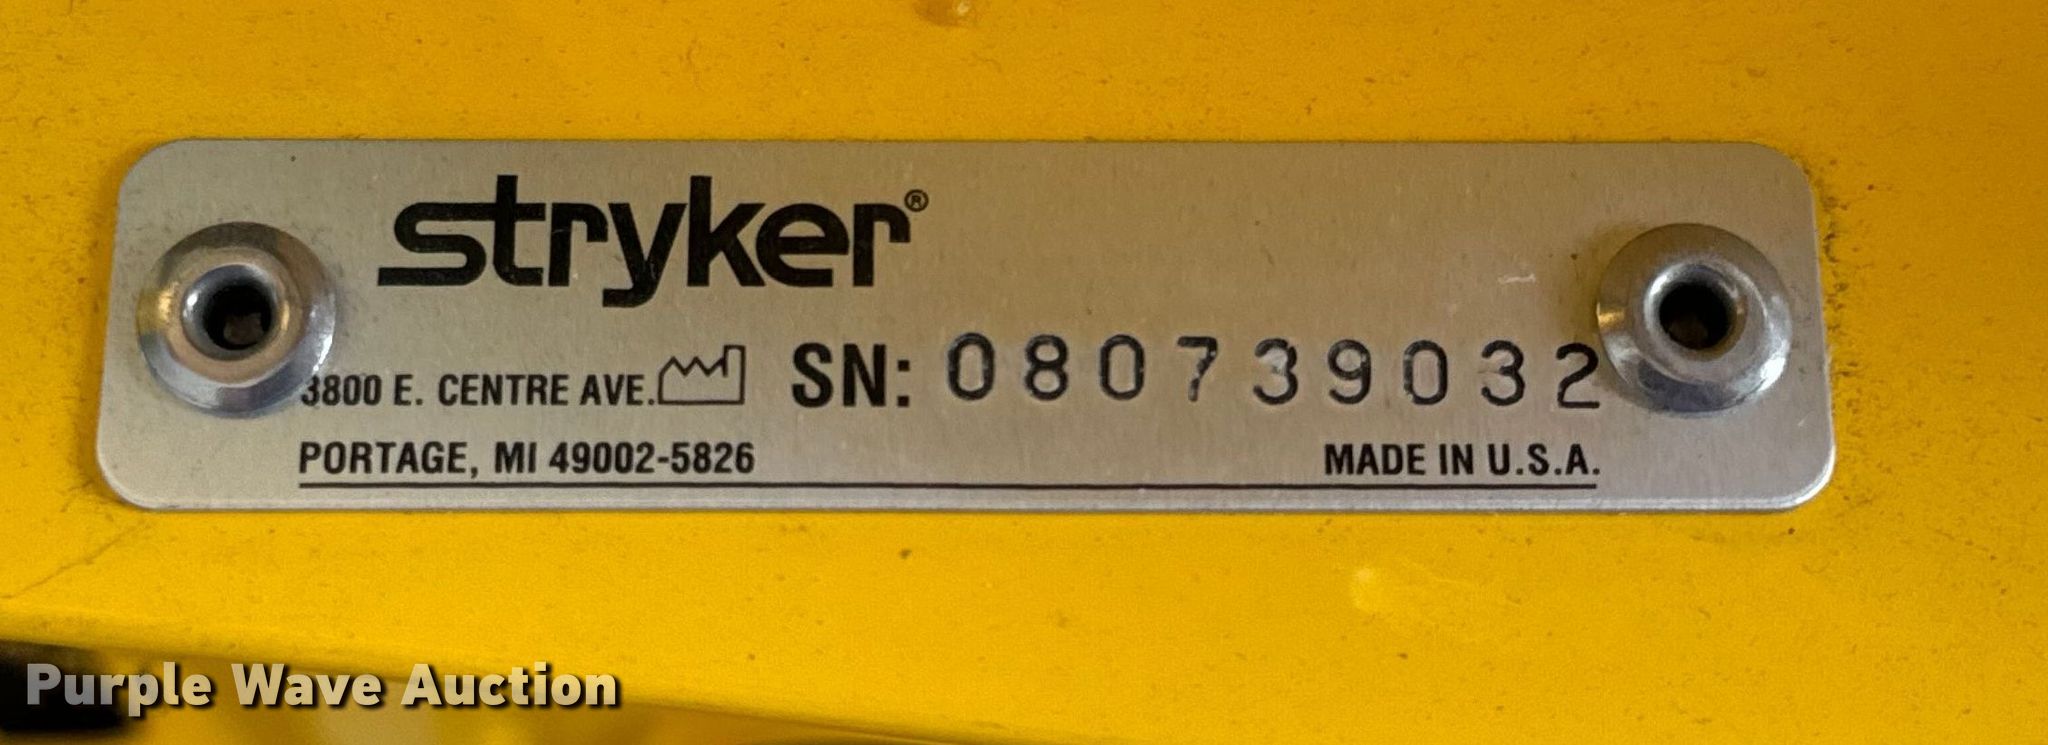 stryker®
3800 E. CENTRE AVE. SN: 080739032
PORTAGE, MI 49002-5826 MADE IN U.S.A.
Purple Wave Auction